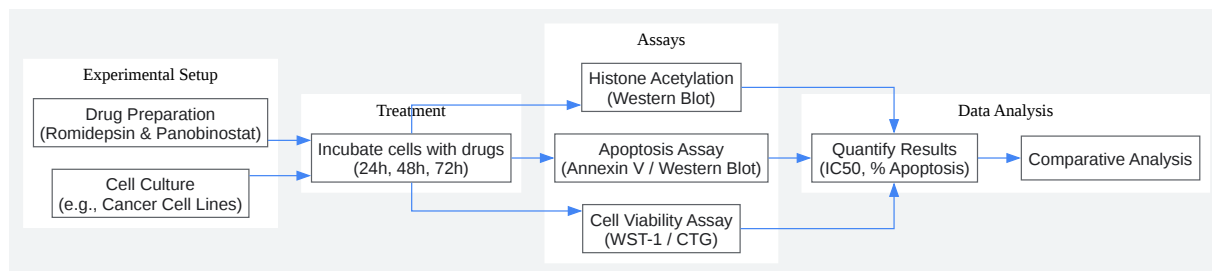 Experimental Setup
Drug Preparation
(Romidepsin & Panobinostat)
Cell Culture
(e.g., Cancer Cell Lines)
Treatment
Incubate cells with drugs
(24h, 48h, 72h)
Assays
Histone Acetylation
(Western Blot)
Apoptosis Assay
(Annexin V / Western Blot)
Cell Viability Assay
(WST-1 / CTG)
Data Analysis
Quantify Results
(IC50, % Apoptosis)
Comparative Analysis